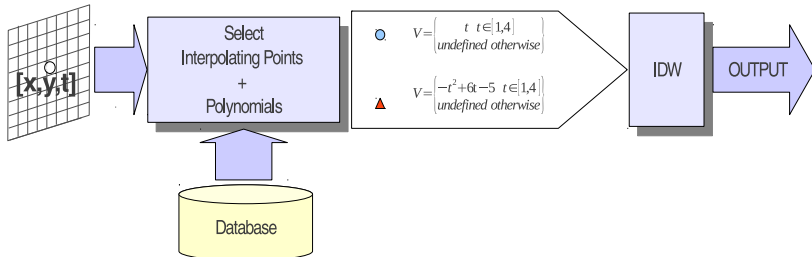 [x,y,t]
Select
Interpolating Points
+
Polynomials
V={ t t∈[1,4]
undefined otherwise}
V={−t²+6t−5 t∈[1,4]
undefined otherwise}
IDW
OUTPUT
Database